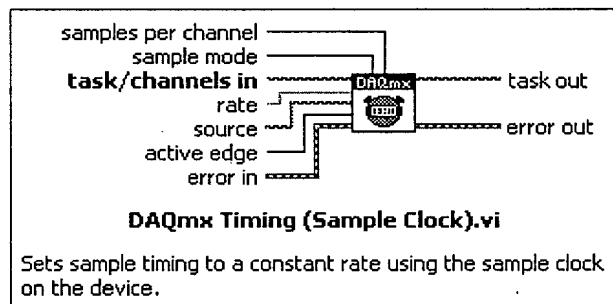 samples per channel
sample mode
task/channels in
rate
source
active edge
error in
DAQmx
task out
error out
DAQmx Timing (Sample Clock).vi
Sets sample timing to a constant rate using the sample clock
on the device.